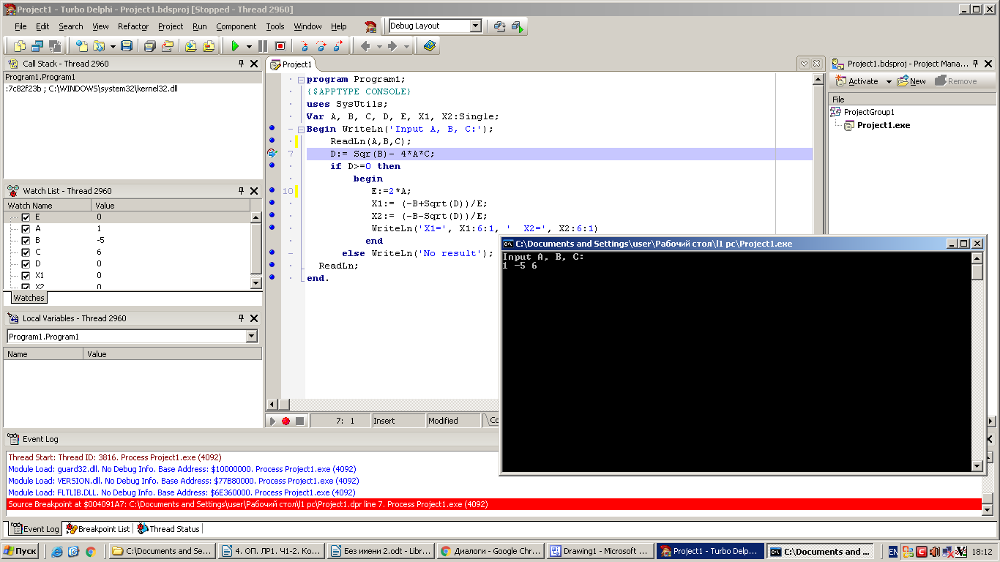 Project1 - Turbo Delphi - Project1.bdsproj [Stopped - Thread 2960]
File Edit Search View Refactor Project Run Component Tools Window Help Debug Layout
Activate New Remove
Call Stack - Thread 2960
Program1.Program1
:7c82f23b ; C:\WINDOWS\system32\kernel32.dll
Watch List - Thread 2960
Watch Name Value
E 0
A 1
B -5
C 6
D 0
X1 0
X2 0
Watches
Local Variables - Thread 2960
Program1.Program1
Name Value
Project1
program Program1;
{$APPTYPE CONSOLE}
uses SysUtils;
Var A, B, C, D, E, X1, X2:Single;
Begin WriteLn('Input A, B, C:');
ReadLn(A,B,C);
7 D:= Sqr(B)- 4*A*C;
if D>=0 then
begin
10 E:=2*A;
X1:= (-B+Sqrt(D))/E;
X2:= (-B-Sqrt(D))/E;
WriteLn('X1=', X1:6:1, '  X2=', X2:6:1)
end
else WriteLn('No result');
ReadLn;
end.
7: 1 Insert Modified \Co
Project1.bdsproj - Project Mana...
File
ProjectGroup1
Project1.exe
C:\Documents and Settings\user\Рабочий стол\l1 pc\Project1.exe
Input A, B, C:
1 -5 6
Event Log
Thread Start: Thread ID: 3816. Process Project1.exe (4092)
Module Load: guard32.dll. No Debug Info. Base Address: $10000000. Process Project1.exe (4092)
Module Load: VERSION.dll. No Debug Info. Base Address: $77B80000. Process Project1.exe (4092)
Module Load: FLTLIB.DLL. No Debug Info. Base Address: $6E360000. Process Project1.exe (4092)
Source Breakpoint at $004091A7: C:\Documents and Settings\user\Рабочий стол\l1 pc\Project1.dpr line 7. Process Project1.exe (4092)
Event Log Breakpoint List Thread Status
Пуск C:\Documents and Se... 4. ОП. ЛР1. Ч1-2. Ко... Без имени 2.odt - Libr... Диалоги - Google Chr... Drawing1 - Microsoft ... Project1 - Turbo Delp... C:\Documents and ... EN 18:12